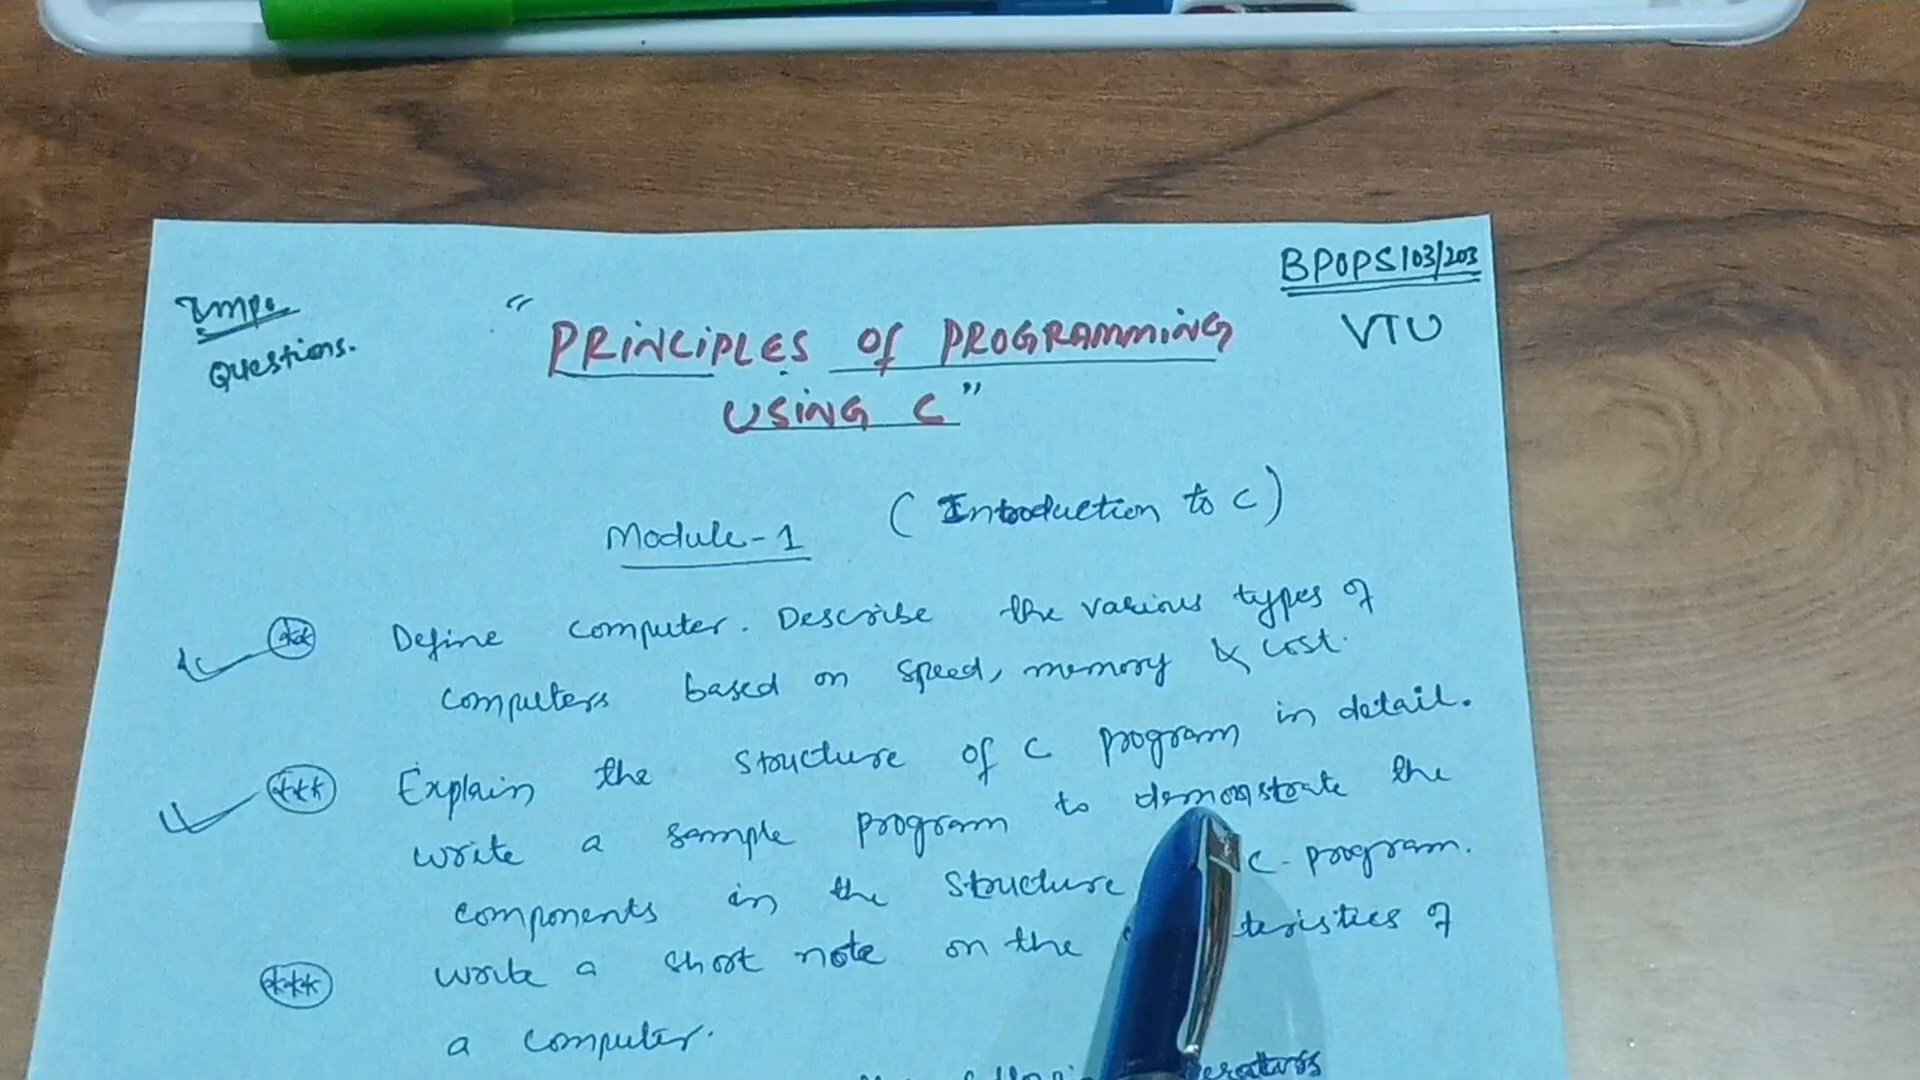 Impo
Questions.
BPOPS103/203
VTU
"PRINCIPLES Of PROGRAMMING
USING C"
Module-1 (Introduction to C)
** Define computer. Describe the various types of
computers based on speed, memory & cost.
*** Explain the structure of C program in detail.
write a sample program to demonstrate the
components in the structure C-program.
*** write a short note on the teristics of
a computer.